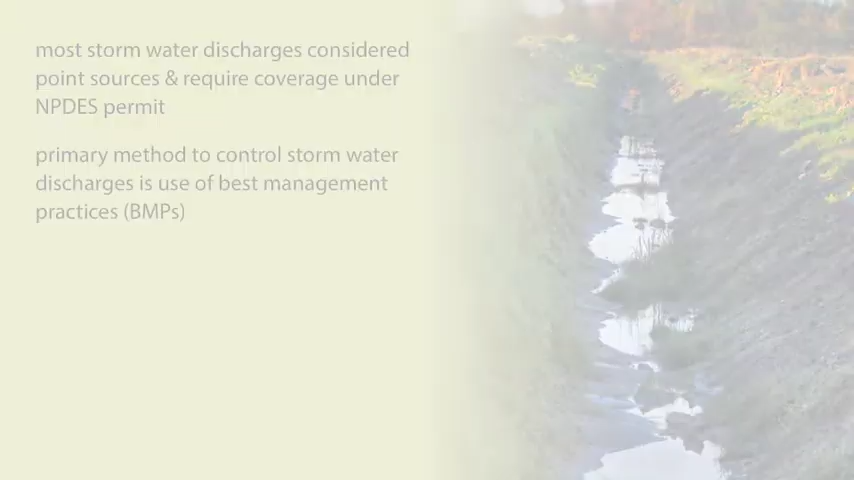 most storm water discharges considered
point sources & require coverage under
NPDES permit
primary method to control storm water
discharges is use of best management
practices (BMPs)